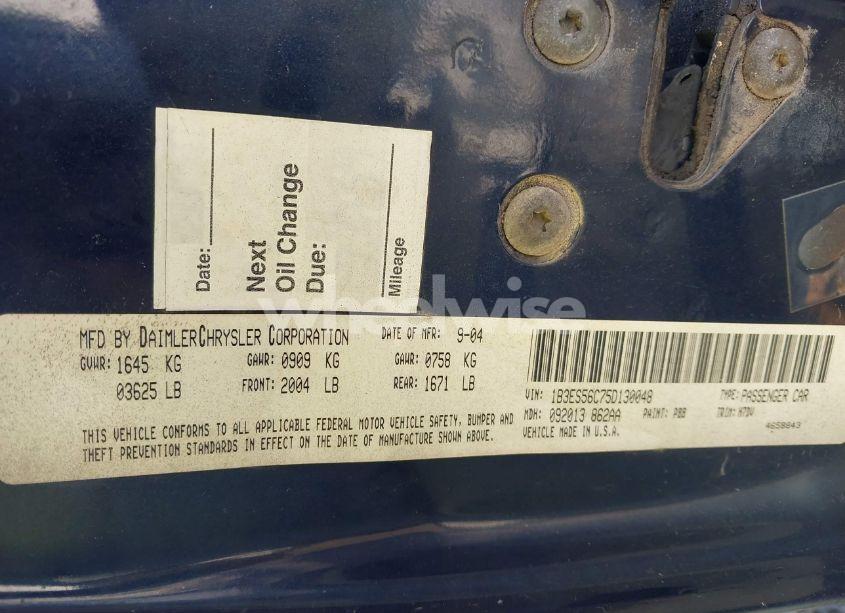 Date:
Next
Oil Change
Due:
Mileage
wheelwise
MFD BY DAIMLERCHRYSLER CORPORATION DATE OF MFR: 9-04
GVWR: 1645 KG GAWR: 0909 KG GAWR: 0758 KG
03625 LB FRONT: 2004 LB REAR: 1671 LB
THIS VEHICLE CONFORMS TO ALL APPLICABLE FEDERAL MOTOR VEHICLE SAFETY, BUMPER AND
THEFT PREVENTION STANDARDS IN EFFECT ON THE DATE OF MANUFACTURE SHOWN ABOVE.
VIN: 1B3ES56C75D130048 TYPE: PASSENGER CAR
MDH: 092013 862AA PAINT: PBB TRIM: H7DV
VEHICLE MADE IN U.S.A. 4658843